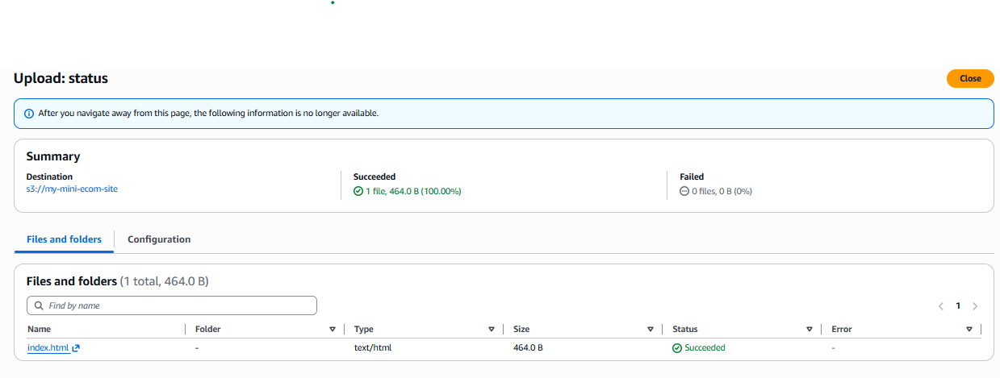 Upload: status
Close
After you navigate away from this page, the following information is no longer available.
Summary
Destination
s3://my-mini-ecom-site
Succeeded
1 file, 464.0 B (100.00%)
Failed
0 files, 0 B (0%)
Files and folders
Configuration
Files and folders (1 total, 464.0 B)
Find by name
1
Name Folder Type Size Status Error
index.html - text/html 464.0 B Succeeded -